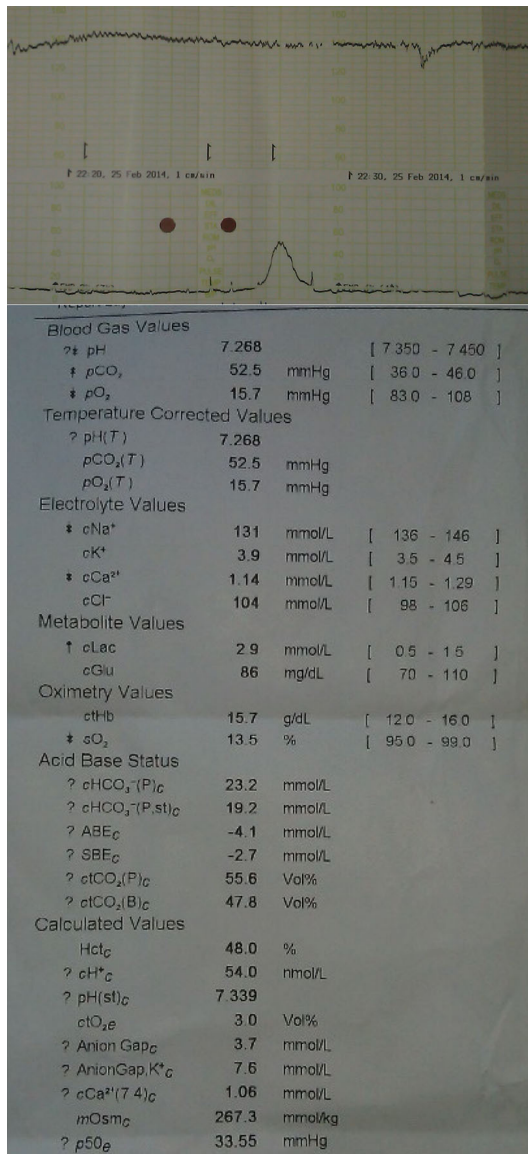 22:20, 25 Feb 2014, 1 cm/min
22:30, 25 Feb 2014, 1 cm/min
Blood Gas Values
?↨ pH 7.268 [ 7.350 - 7.450 ]
↨ pCO₂ 52.5 mmHg [ 36.0 - 46.0 ]
↨ pO₂ 15.7 mmHg [ 83.0 - 108 ]
Temperature Corrected Values
? pH(T) 7.268
pCO₂(T) 52.5 mmHg
pO₂(T) 15.7 mmHg
Electrolyte Values
↨ cNa⁺ 131 mmol/L [ 136 - 146 ]
cK⁺ 3.9 mmol/L [ 3.5 - 4.5 ]
↨ cCa²⁺ 1.14 mmol/L [ 1.15 - 1.29 ]
cCl⁻ 104 mmol/L [ 98 - 106 ]
Metabolite Values
↑ cLac 2.9 mmol/L [ 0.5 - 1.5 ]
cGlu 86 mg/dL [ 70 - 110 ]
Oximetry Values
ctHb 15.7 g/dL [ 12.0 - 16.0 ]
↨ sO₂ 13.5 % [ 95.0 - 99.0 ]
Acid Base Status
? cHCO₃⁻(P)c 23.2 mmol/L
? cHCO₃⁻(P,st)c 19.2 mmol/L
? ABEc -4.1 mmol/L
? SBEc -2.7 mmol/L
? ctCO₂(P)c 55.6 Vol%
? ctCO₂(B)c 47.8 Vol%
Calculated Values
Hctc 48.0 %
? cH⁺c 54.0 nmol/L
? pH(st)c 7.339
ctO₂e 3.0 Vol%
? Anion Gapc 3.7 mmol/L
? AnionGap,K⁺c 7.6 mmol/L
? cCa²⁺(7.4)c 1.06 mmol/L
mOsmc 267.3 mmol/kg
? p50e 33.55 mmHg